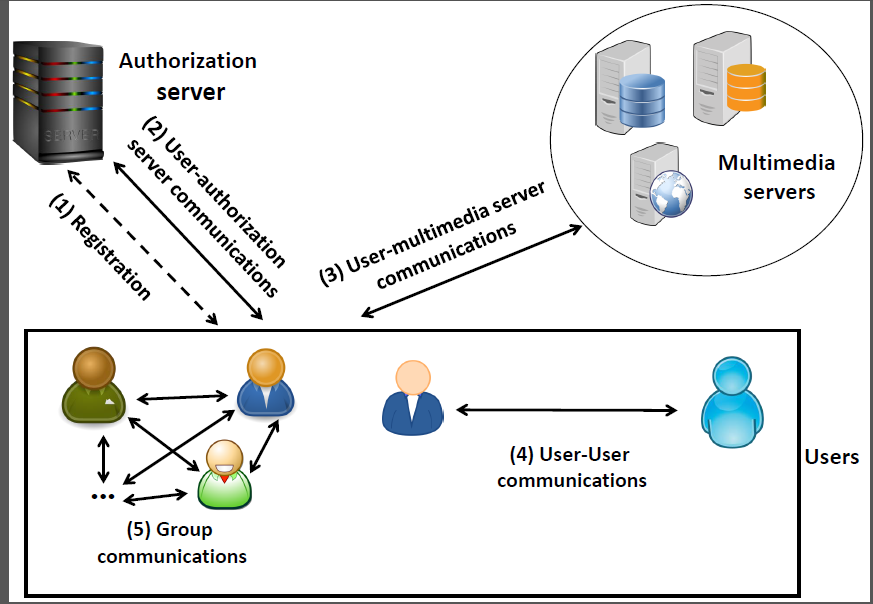 Authorization
server
SERVER
(1) Registration
(2) User-authorization
server communications
(3) User-multimedia server
communications
Multimedia
servers
(4) User-User
communications
Users
...
(5) Group
communications